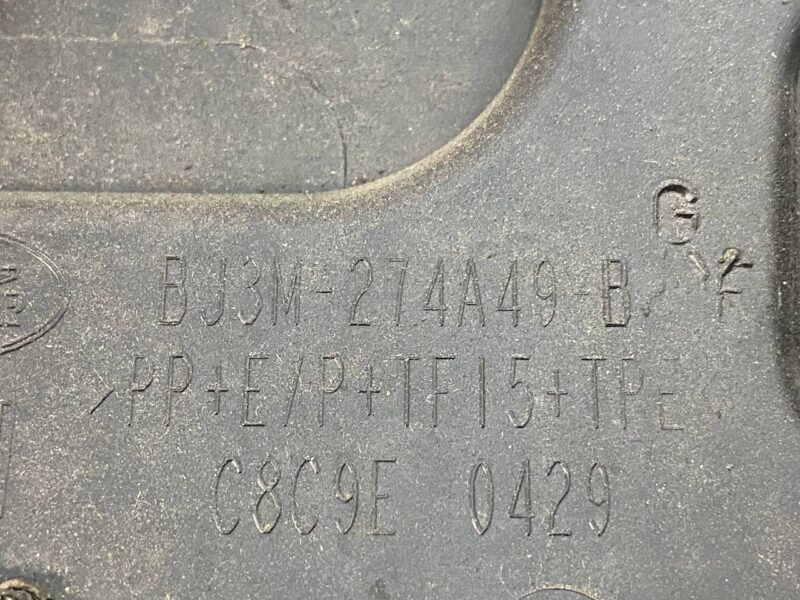 G
BJ3M-274A49-B
>PP+E/P+TF15+TPE
C8C9E 0429